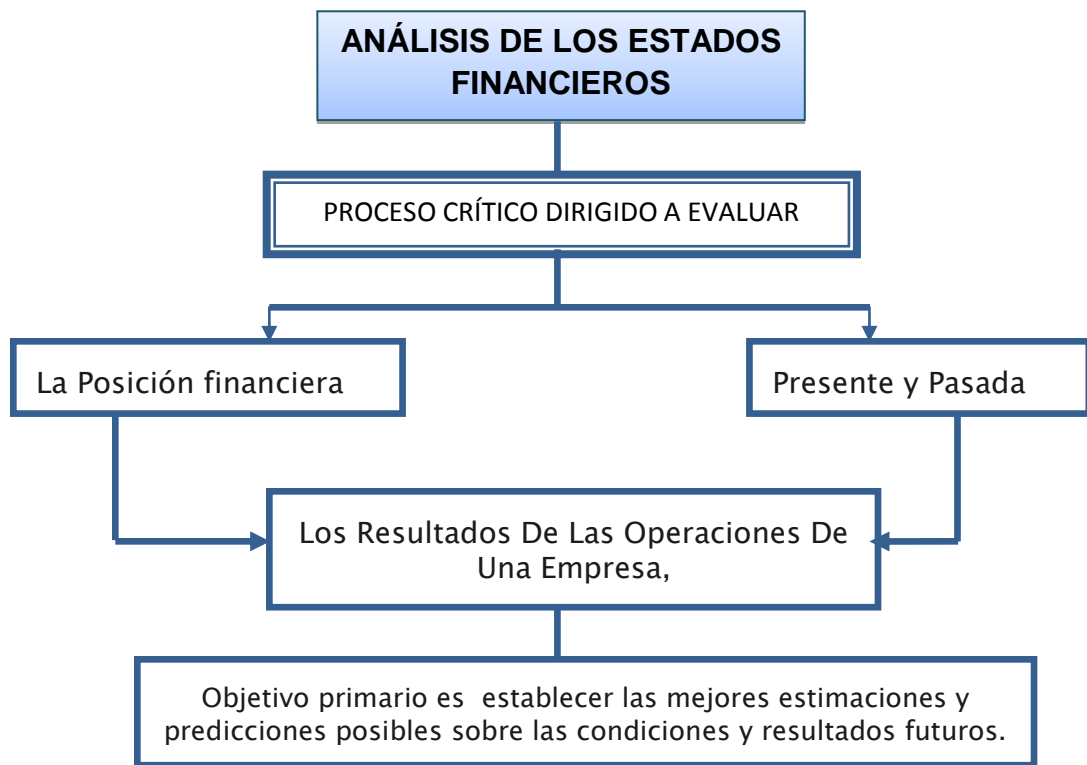 ANÁLISIS DE LOS ESTADOS
FINANCIEROS
PROCESO CRÍTICO DIRIGIDO A EVALUAR
La Posición financiera
Presente y Pasada
Los Resultados De Las Operaciones De
Una Empresa,
Objetivo primario es establecer las mejores estimaciones y
predicciones posibles sobre las condiciones y resultados futuros.